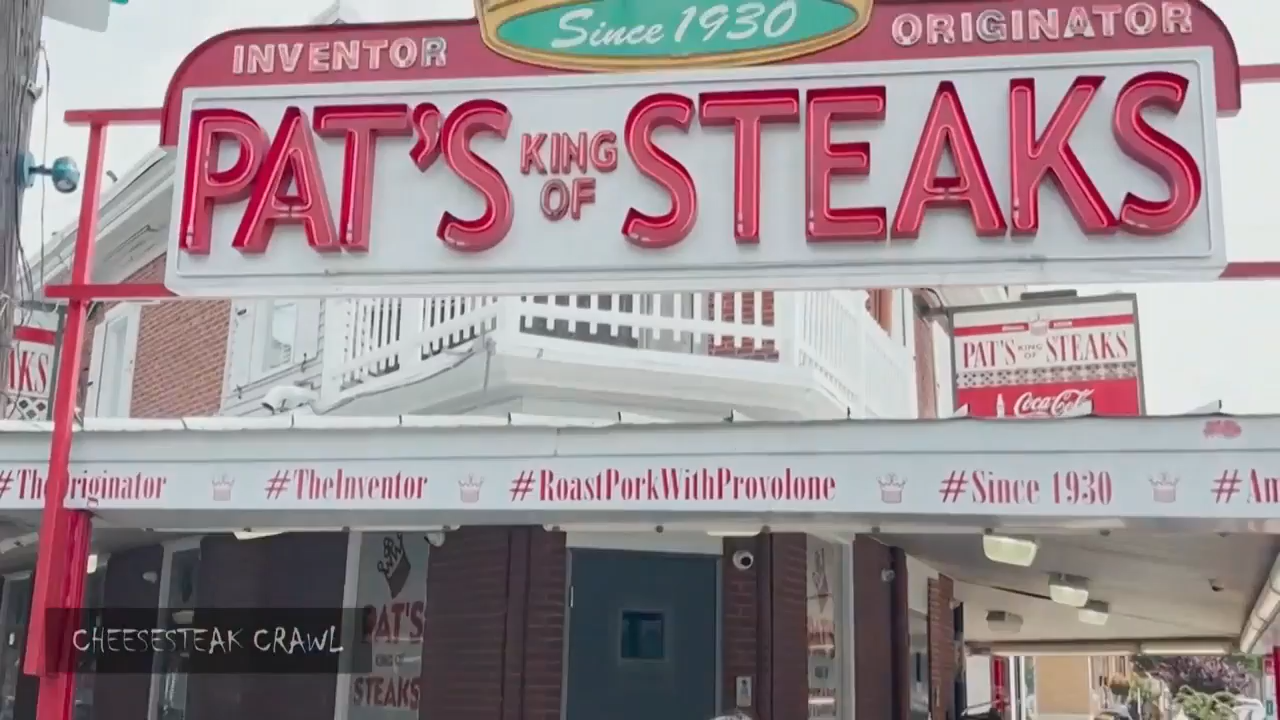 Since 1930
INVENTOR
ORIGINATOR
PAT'S KING OF STEAKS
PAT'S KING OF STEAKS
Coca-Cola
#TheOriginator #TheInventor #RoastPorkWithProvolone #Since 1930
PAT'S
KING OF
STEAKS
CHEESESTEAK CRAWL